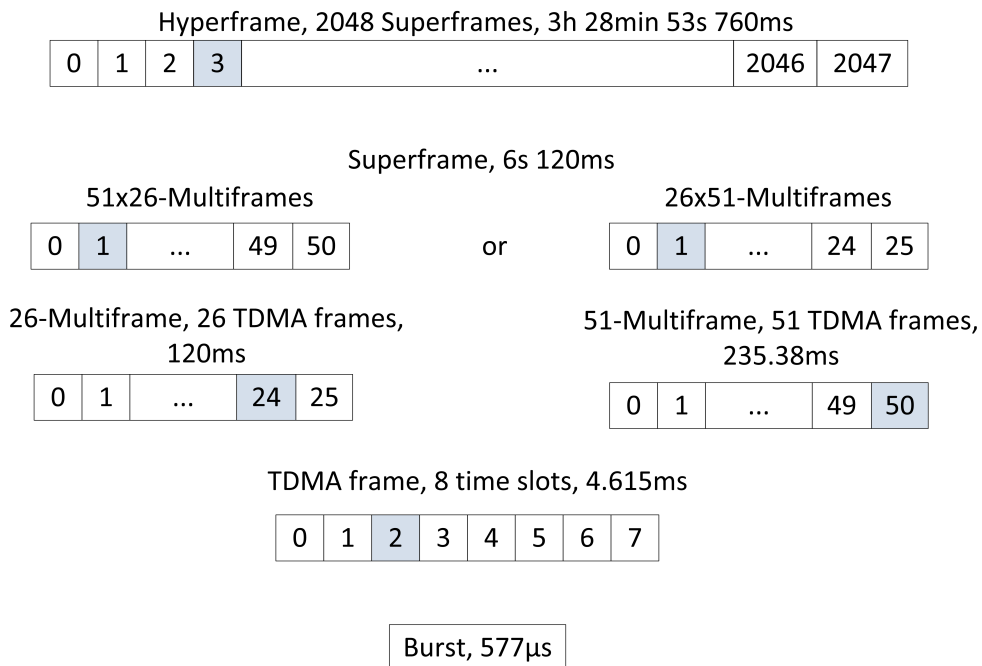 Hyperframe, 2048 Superframes, 3h 28min 53s 760ms
0 1 2 3 ... 2046 2047
Superframe, 6s 120ms
51x26-Multiframes
0 1 ... 49 50
or
26x51-Multiframes
0 1 ... 24 25
26-Multiframe, 26 TDMA frames,
120ms
0 1 ... 24 25
51-Multiframe, 51 TDMA frames,
235.38ms
0 1 ... 49 50
TDMA frame, 8 time slots, 4.615ms
0 1 2 3 4 5 6 7
Burst, 577µs